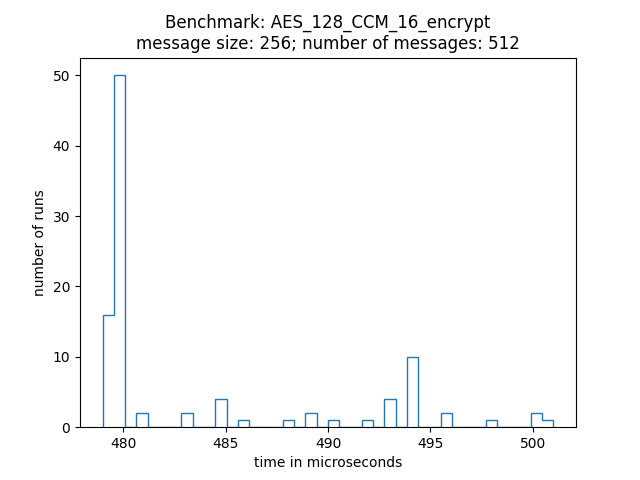 Benchmark: AES_128_CCM_16_encrypt
message size: 256; number of messages: 512
50
40
30
20
10
0
number of runs
480 485 490 495 500
time in microseconds